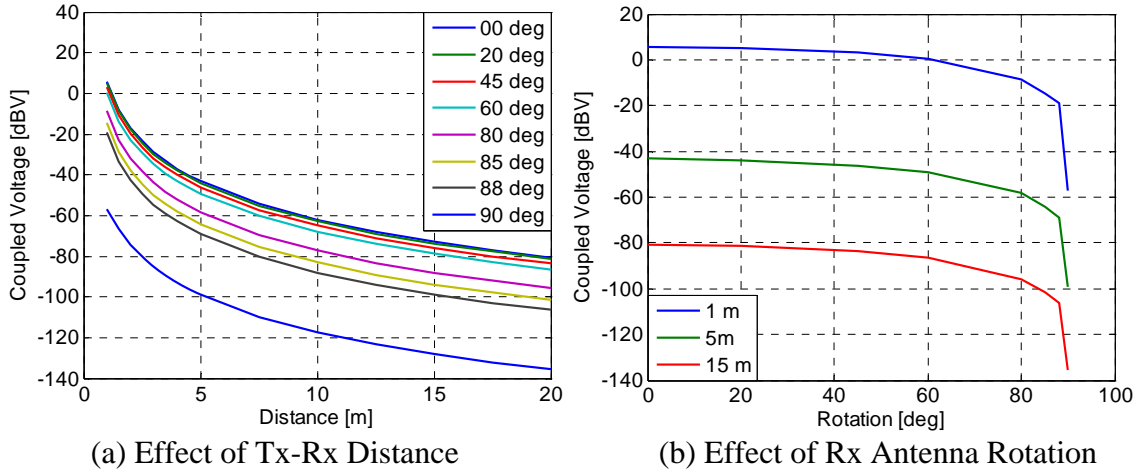 40
20
0
-20
-40
-60
-80
-100
-120
-140
0
5
10
15
20
Distance [m]
Coupled Voltage [dBV]
00 deg
20 deg
45 deg
60 deg
80 deg
85 deg
88 deg
90 deg
(a) Effect of Tx-Rx Distance
20
0
-20
-40
-60
-80
-100
-120
-140
0
20
40
60
80
100
Rotation [deg]
Coupled Voltage [dBV]
1 m
5m
15 m
(b) Effect of Rx Antenna Rotation